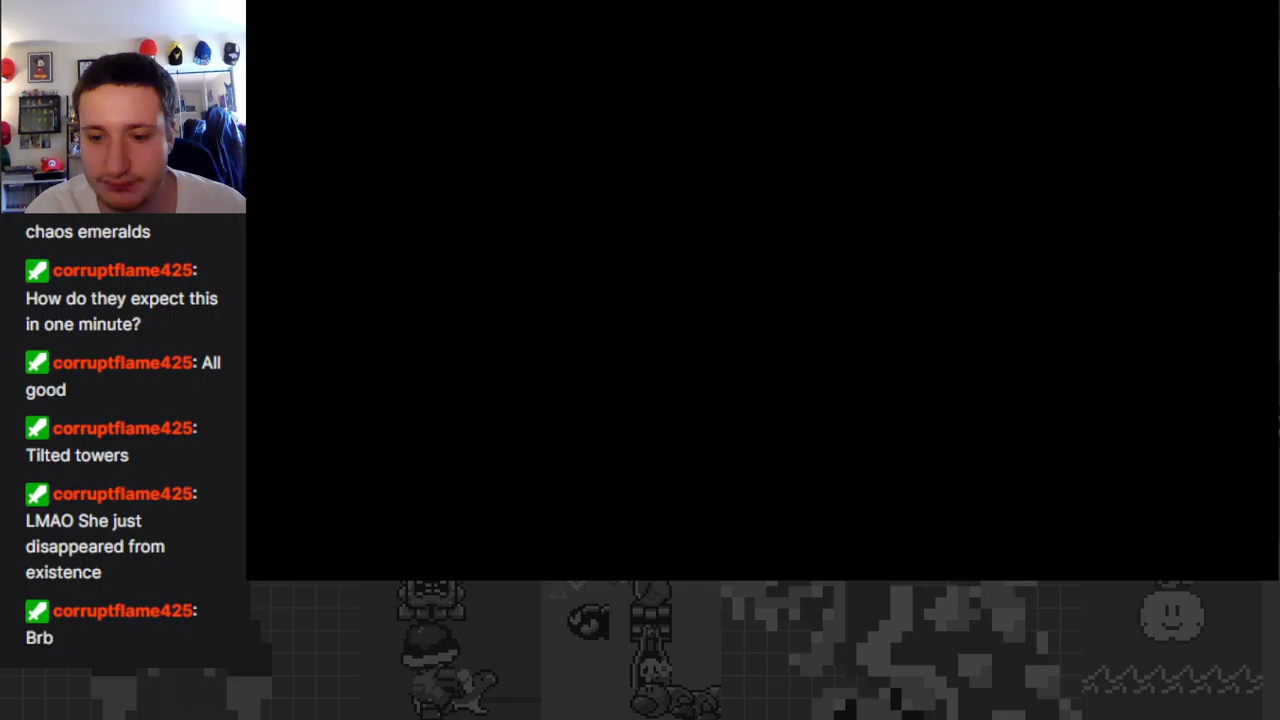 chaos emeralds
corruptflame425:
How do they expect this
in one minute?
corruptflame425: All
good
corruptflame425:
Tilted towers
corruptflame425:
LMAO She just
disappeared from
existence
corruptflame425:
Brb